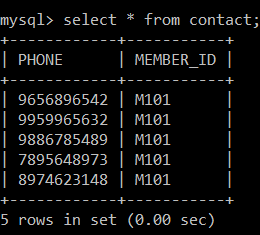 mysql> select * from contact;
+------------+-----------+
| PHONE      | MEMBER_ID |
+------------+-----------+
| 9656896542 | M101      |
| 9959965632 | M101      |
| 9886785489 | M101      |
| 7895648973 | M101      |
| 8974623148 | M101      |
+------------+-----------+
5 rows in set (0.00 sec)